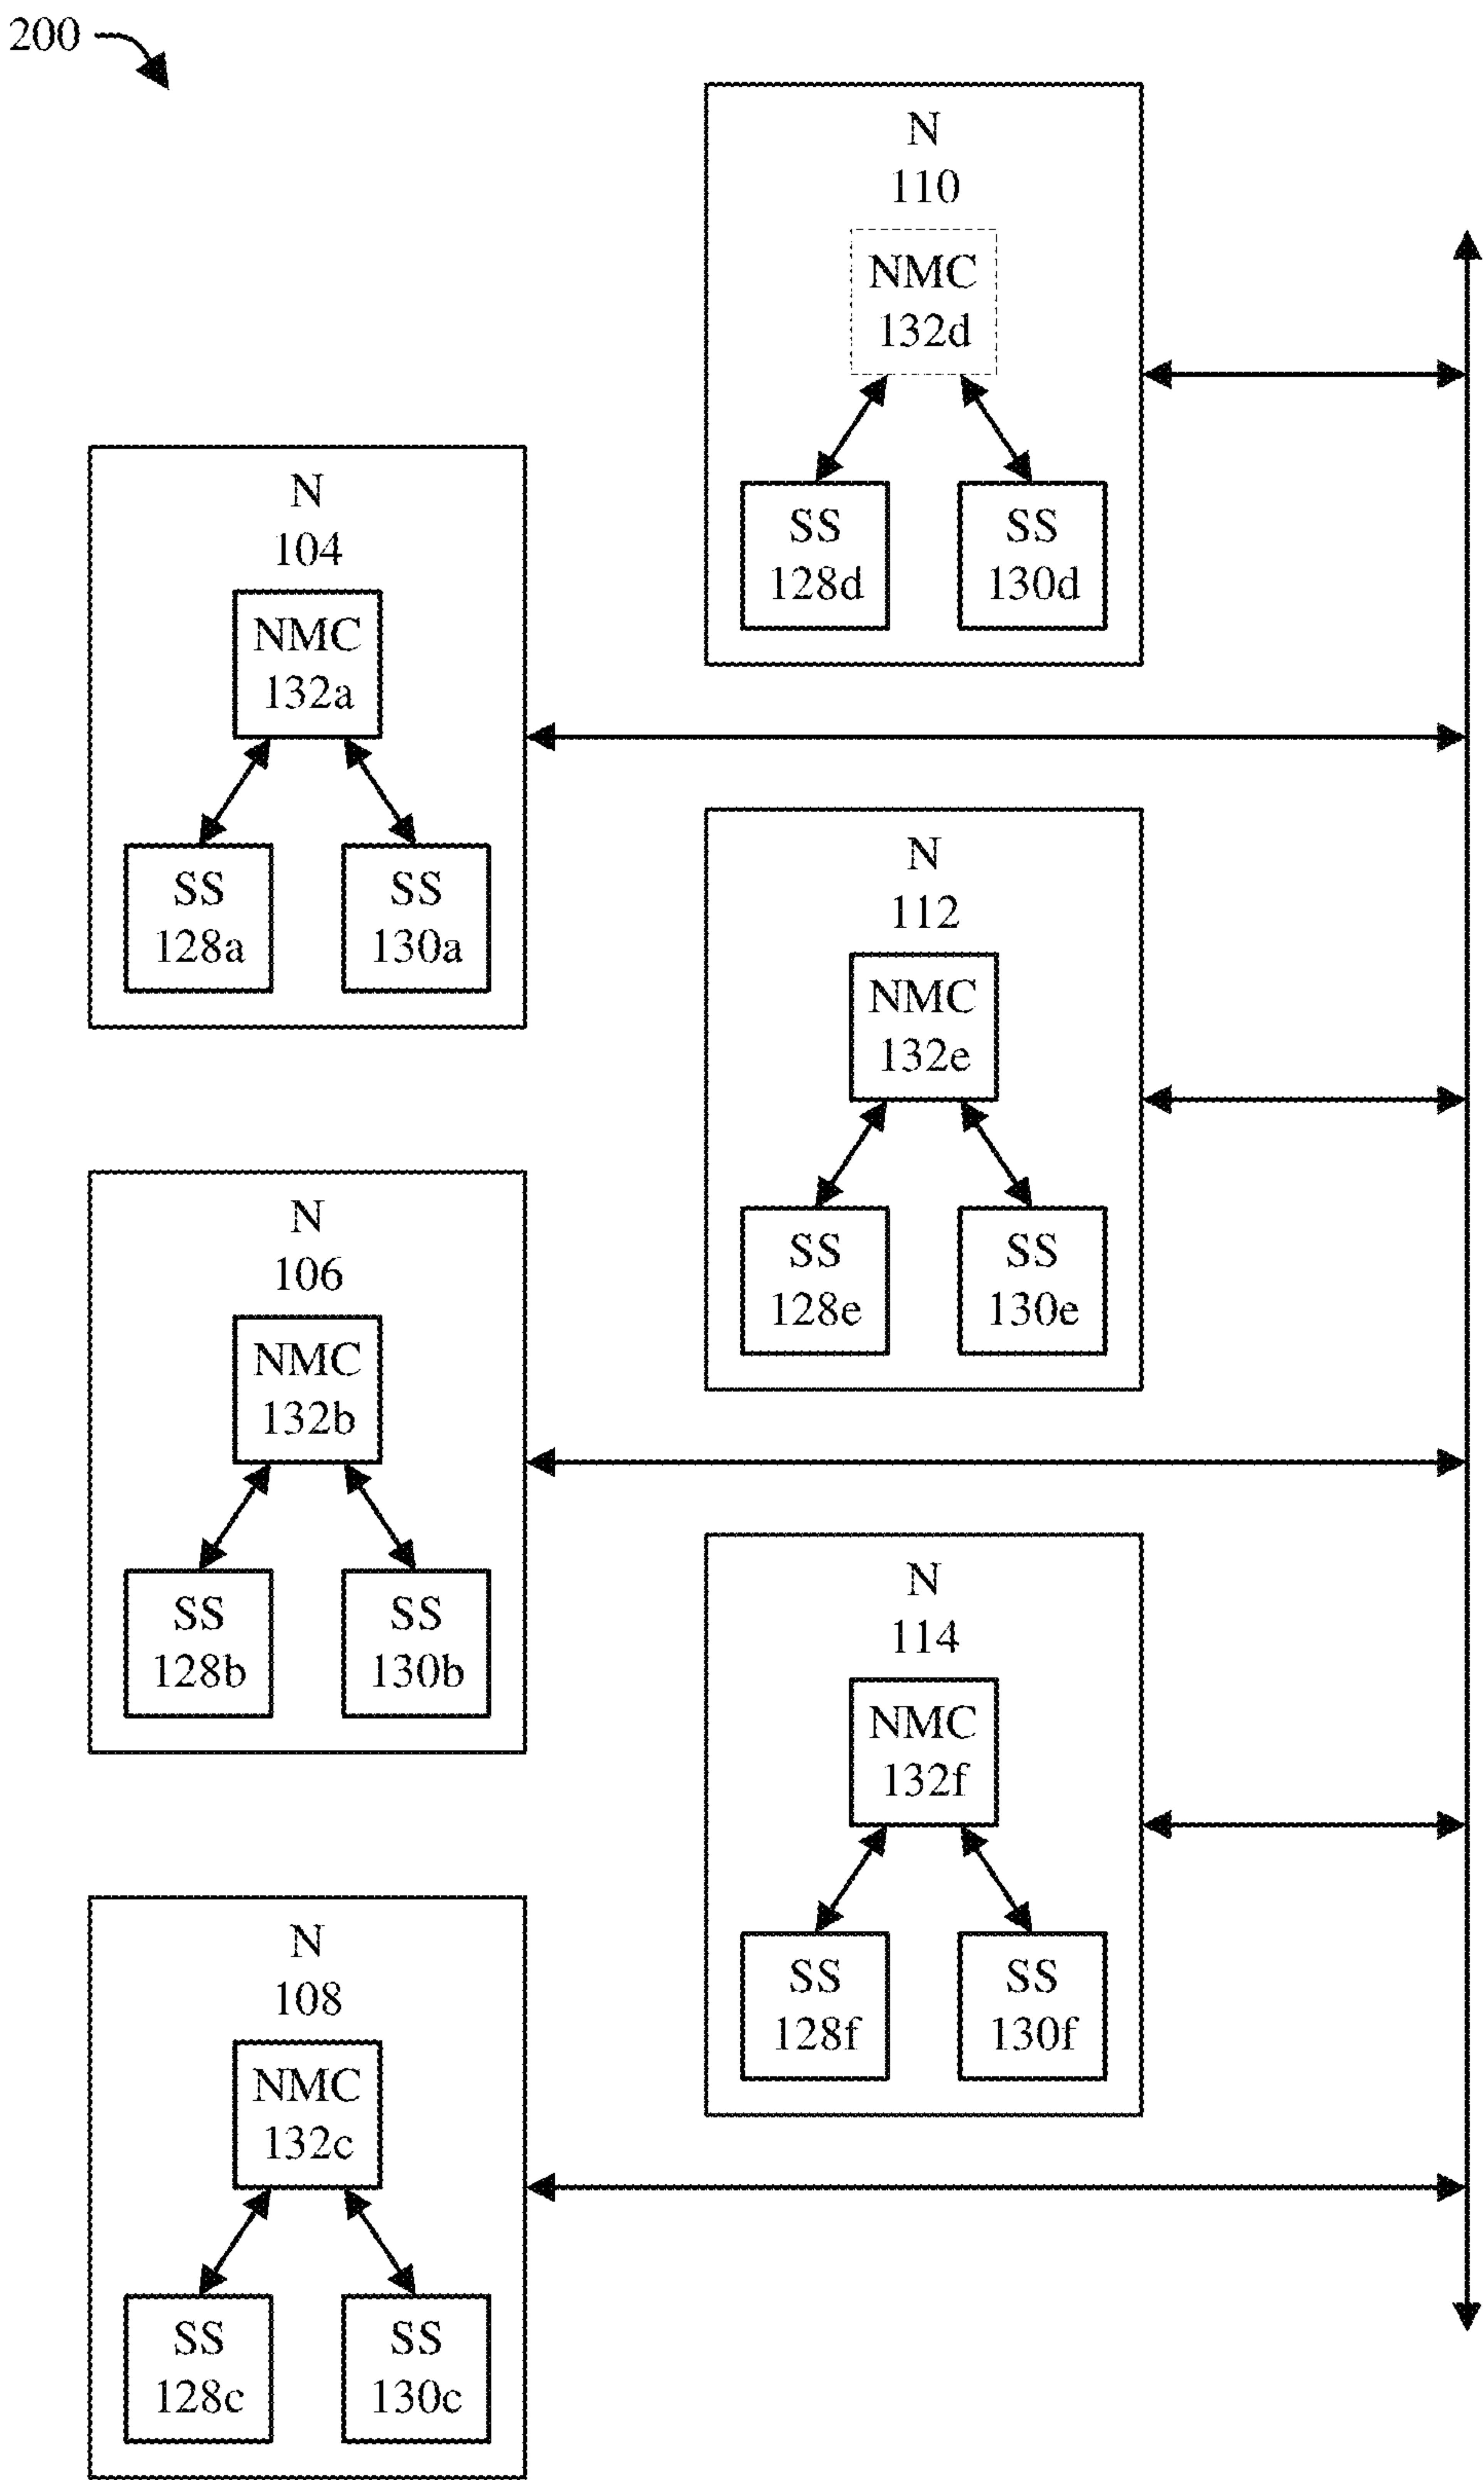 200
N
110
NMC
132d
SS
128d
SS
130d
N
104
NMC
132a
SS
128a
SS
130a
N
112
NMC
132e
SS
128e
SS
130e
N
106
NMC
132b
SS
128b
SS
130b
N
114
NMC
132f
SS
128f
SS
130f
N
108
NMC
132c
SS
128c
SS
130c